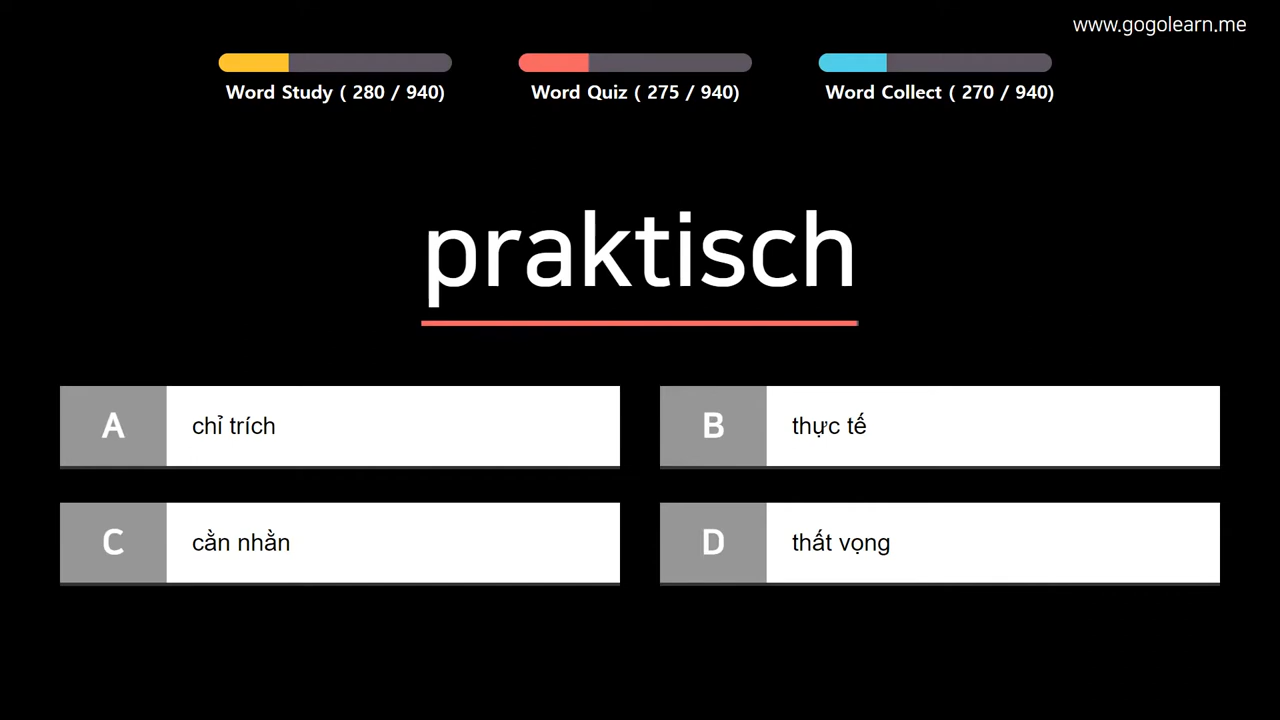 www.gogolearn.me
Word Study ( 280 / 940)
Word Quiz ( 275 / 940)
Word Collect ( 270 / 940)
praktisch
A chỉ trích
B thực tế
C cằn nhằn
D thất vọng